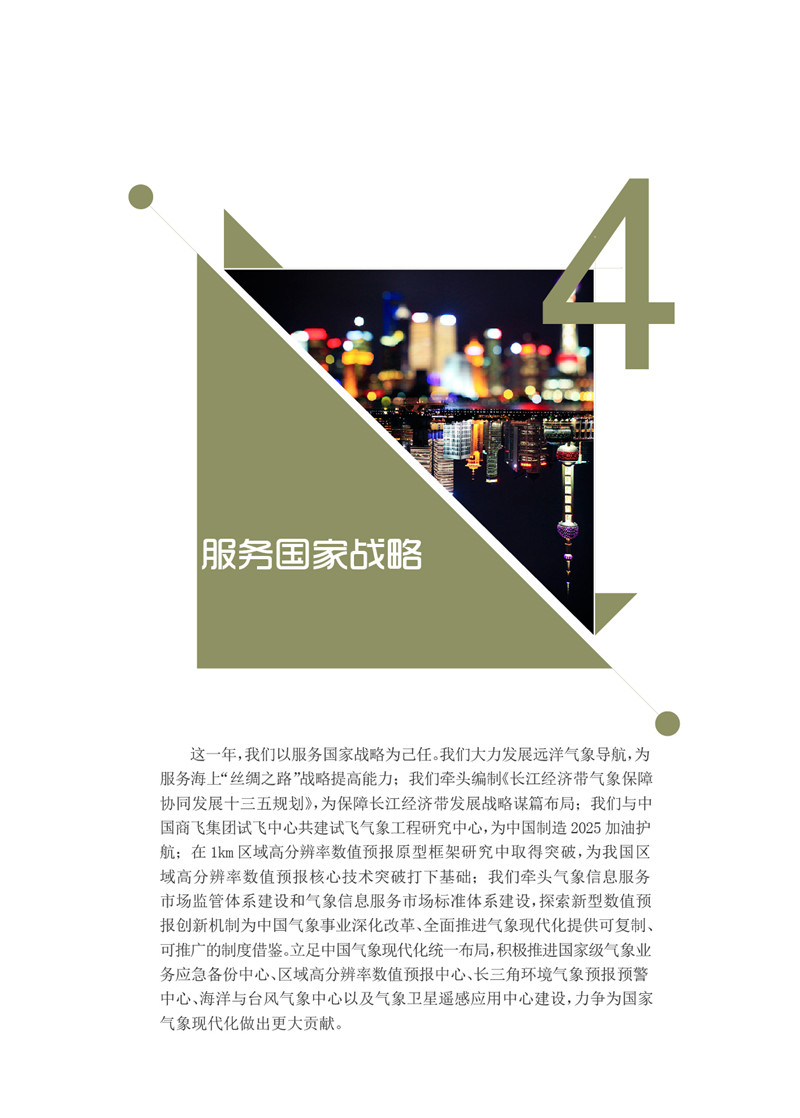 4
服务国家战略
这一年，我们以服务国家战略为己任。我们大力发展远洋气象导航，为
服务海上“丝绸之路”战略提高能力；我们牵头编制《长江经济带气象保障
协同发展十三五规划》，为保障长江经济带发展战略谋篇布局；我们与中
国商飞集团试飞中心共建试飞气象工程研究中心，为中国制造 2025 加油护
航；在 1km 区域高分辨率数值预报原型框架研究中取得突破，为我国区
域高分辨率数值预报核心技术突破打下基础；我们牵头气象信息服务
市场监管体系建设和气象信息服务市场标准体系建设，探索新型数值预
报创新机制为中国气象事业深化改革、全面推进气象现代化提供可复制、
可推广的制度借鉴。立足中国气象现代化统一布局，积极推进国家级气象业
务应急备份中心、区域高分辨率数值预报中心、长三角环境气象预报预警
中心、海洋与台风气象中心以及气象卫星遥感应用中心建设，力争为国家
气象现代化做出更大贡献。